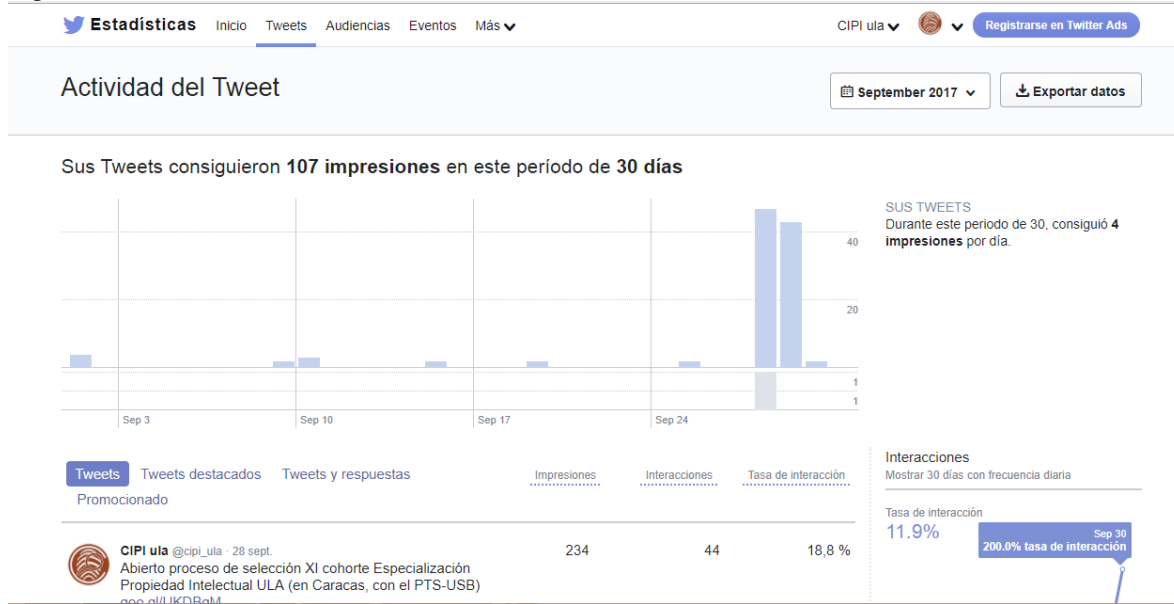 Estadísticas Inicio Tweets Audiencias Eventos Más CIPI ula Registrarse en Twitter Ads
Actividad del Tweet
September 2017 Exportar datos
Sus Tweets consiguieron 107 impresiones en este período de 30 días
SUS TWEETS
Durante este periodo de 30, consiguió 4
impresiones por día.
40
20
1
1
Sep 3 Sep 10 Sep 17 Sep 24
Tweets Tweets destacados Tweets y respuestas
Promocionado
Impresiones Interacciones Tasa de interacción
Interacciones
Mostrar 30 días con frecuencia diaria
Tasa de interacción
11.9%
Sep 30
200.0% tasa de interacción
CIPI ula @cipi_ula · 28 sept.
234 44 18,8 %
Abierto proceso de selección XI cohorte Especialización
Propiedad Intelectual ULA (en Caracas, con el PTS-USB)